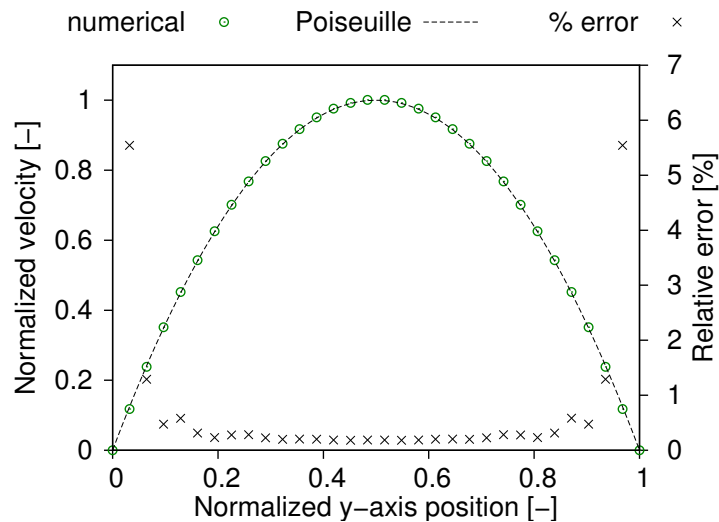 numerical Poiseuille % error
7
6
5
4
3
2
1
0
Relative error [%]
1
0.8
0.6
0.4
0.2
0
Normalized velocity [−]
0 0.2 0.4 0.6 0.8 1
Normalized y−axis position [−]